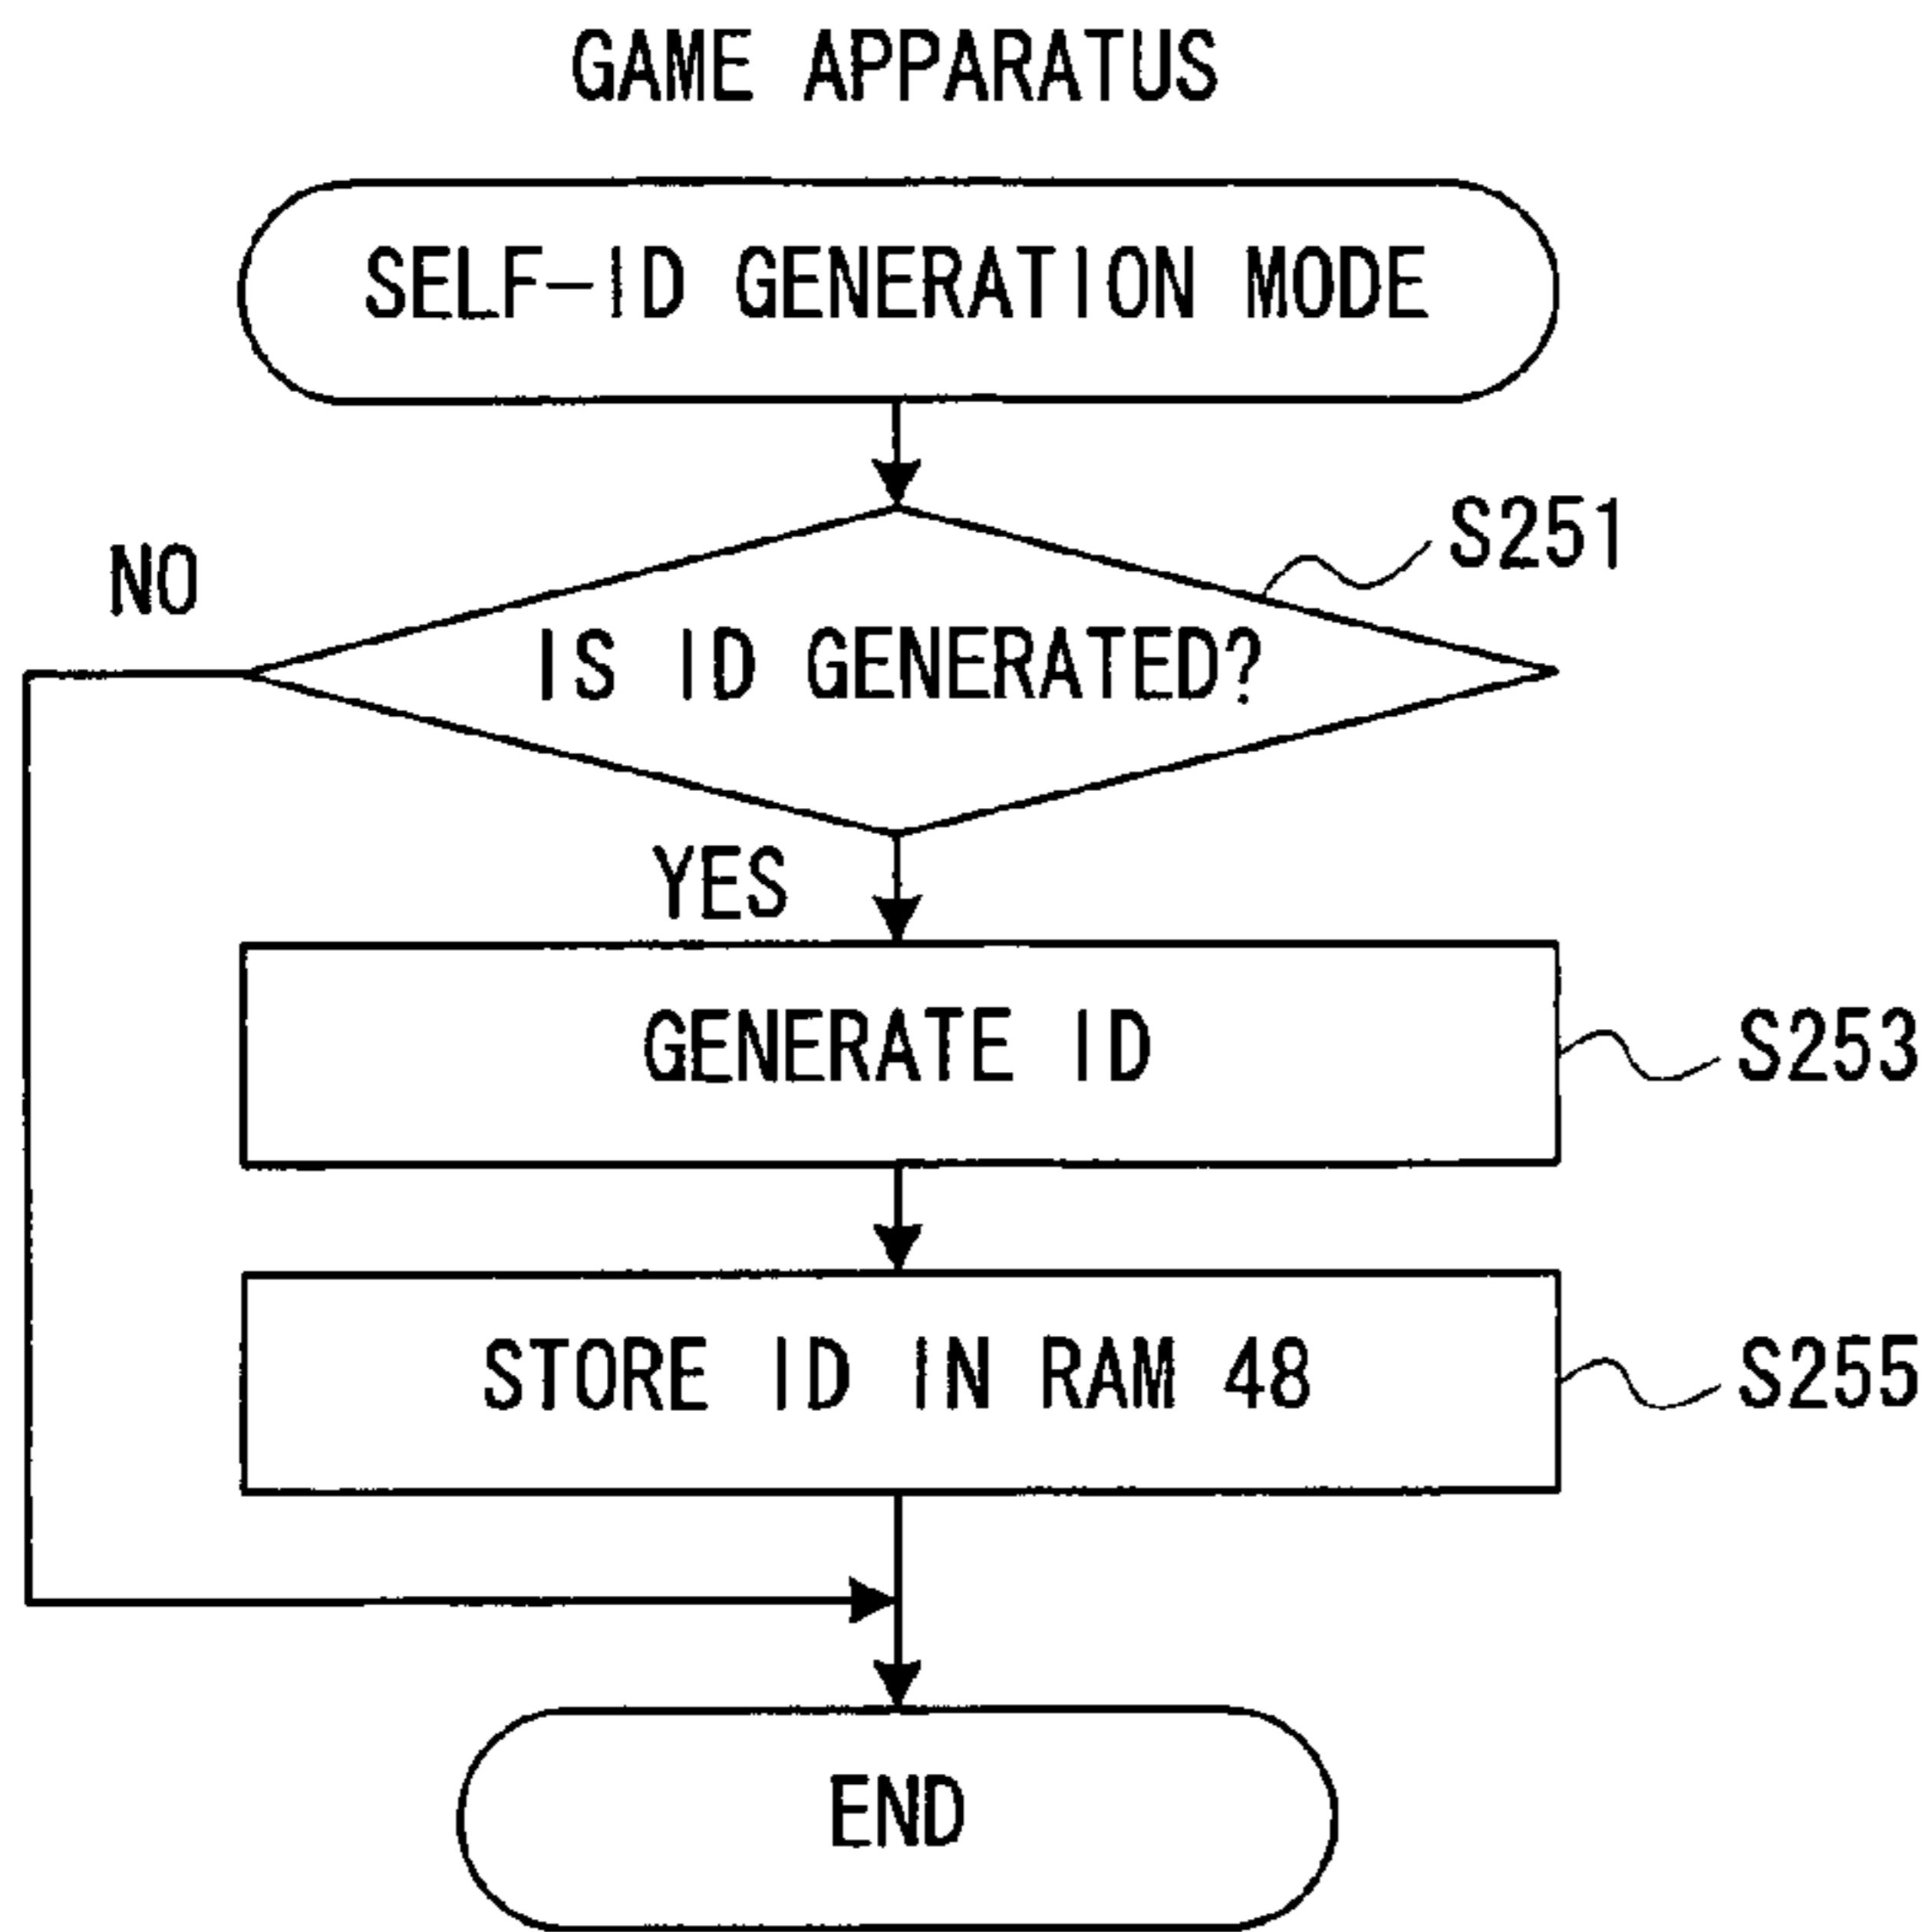 GAME APPARATUS
SELF-ID GENERATION MODE
S251
NO
IS ID GENERATED?
YES
GENERATE ID
S253
STORE ID IN RAM 48
S255
END